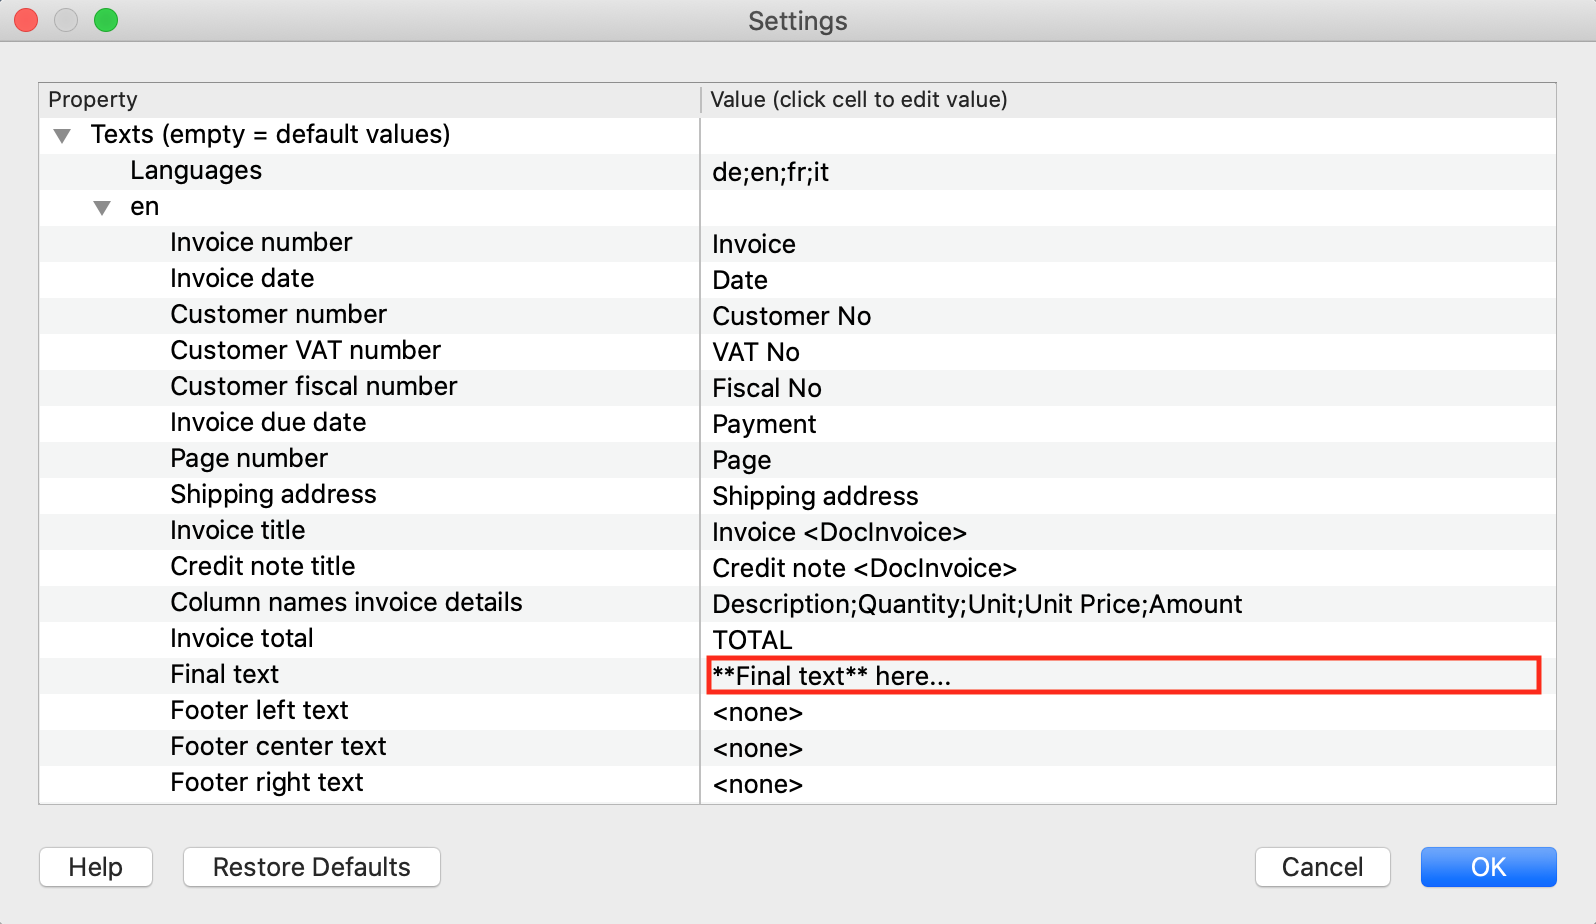 Settings
Property Value (click cell to edit value)
Texts (empty = default values)
Languages de;en;fr;it
en
Invoice number Invoice
Invoice date Date
Customer number Customer No
Customer VAT number VAT No
Customer fiscal number Fiscal No
Invoice due date Payment
Page number Page
Shipping address Shipping address
Invoice title Invoice <DocInvoice>
Credit note title Credit note <DocInvoice>
Column names invoice details Description;Quantity;Unit;Unit Price;Amount
Invoice total TOTAL
Final text **Final text** here...
Footer left text <none>
Footer center text <none>
Footer right text <none>
Help Restore Defaults Cancel OK